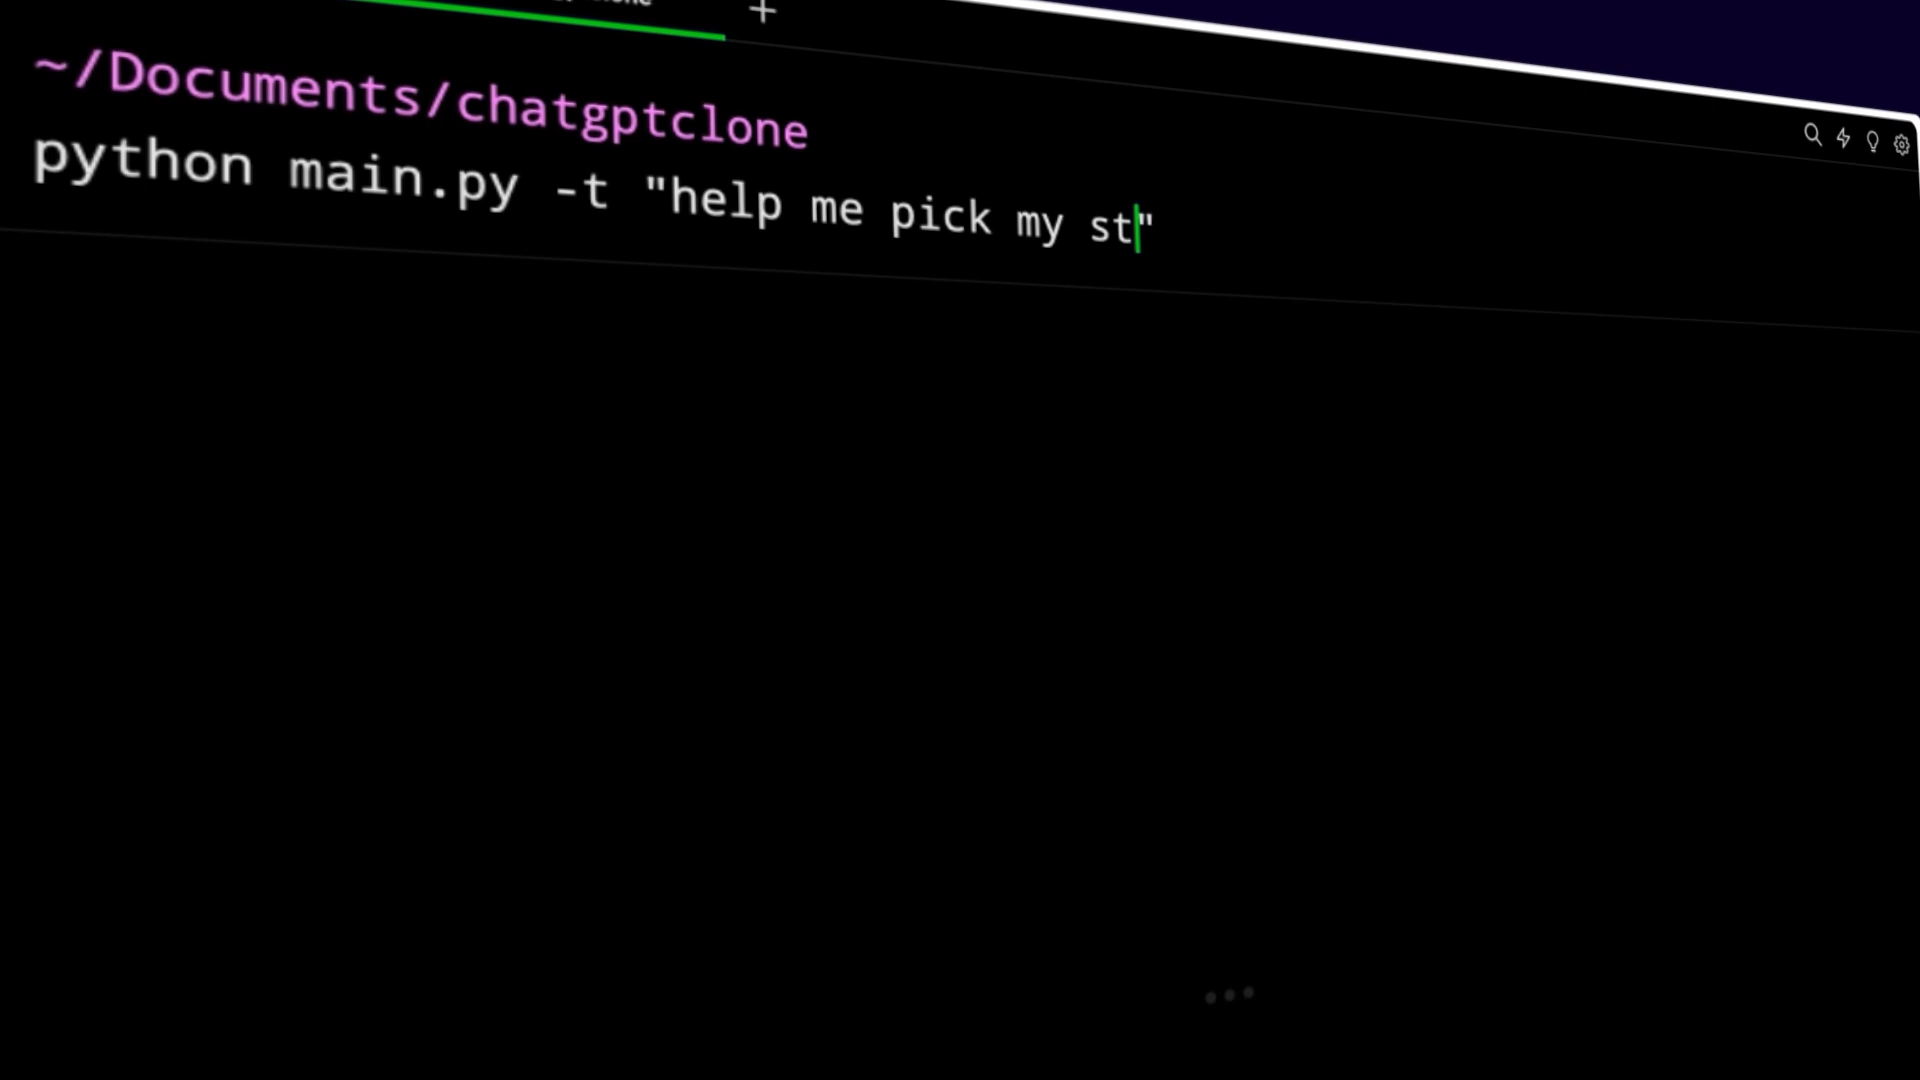 ~/Documents/chatgptclone
python main.py -t "help me pick my st"